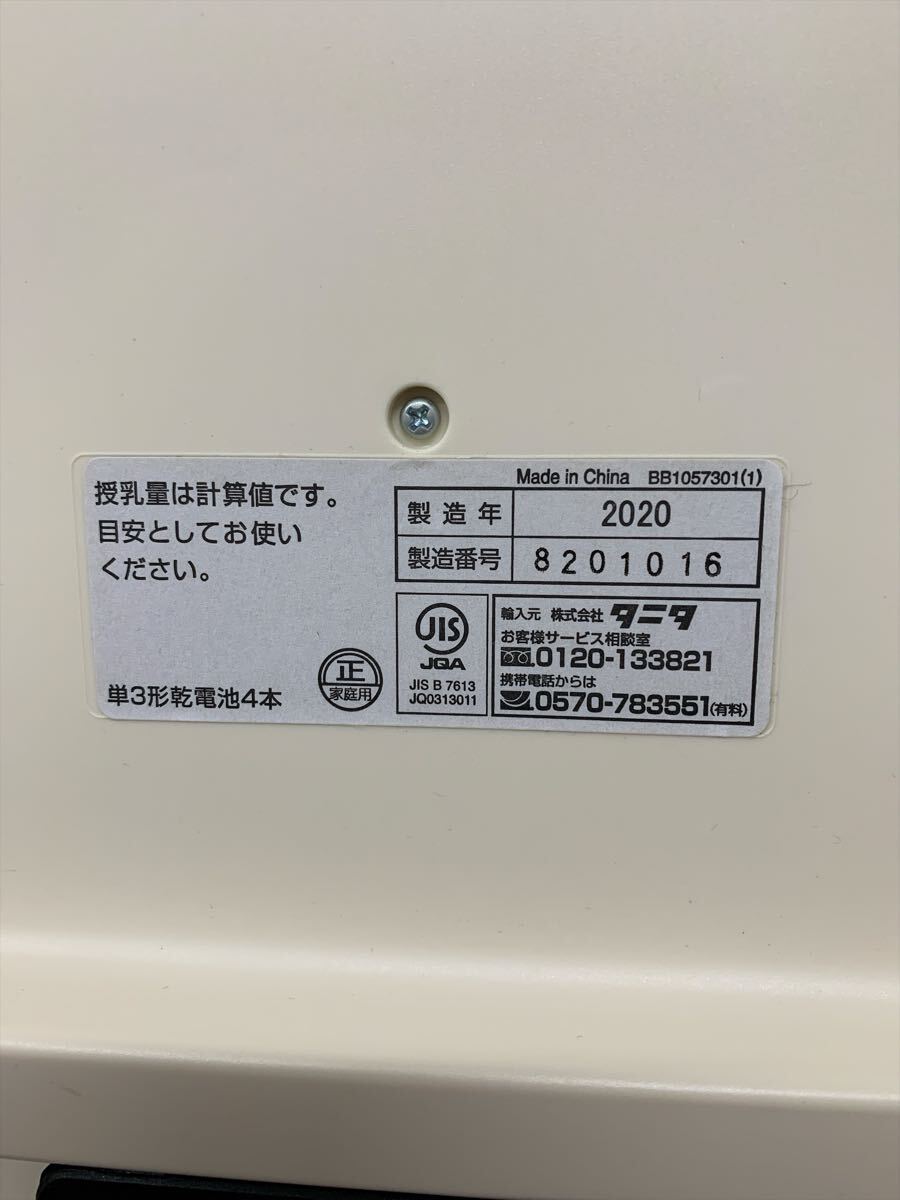 Made in China BB1057301(1)
授乳量は計算値です。
目安としてお使い
ください。
単3形乾電池4本
正
家庭用
製造年 2020
製造番号 8201016
JIS
JQA
JIS B 7613
JQ0313011
輸入元 株式会社 タニタ
お客様サービス相談室
0120-133821
携帯電話からは
0570-783551(有料)